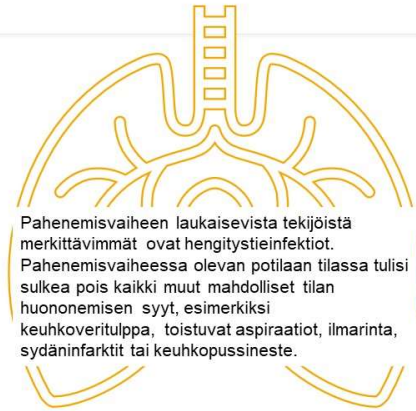 Pahenemisvaiheen laukaisevista tekijöistä
merkittävimmät ovat hengitystieinfektiot.
Pahenemisvaiheessa olevan potilaan tilassa tulisi
sulkea pois kaikki muut mahdolliset tilan
huononemisen syyt, esimerkiksi
keuhkoveritulppa, toistuvat aspiraatiot, ilmarinta,
sydäninfarktit tai keuhkopussineste.